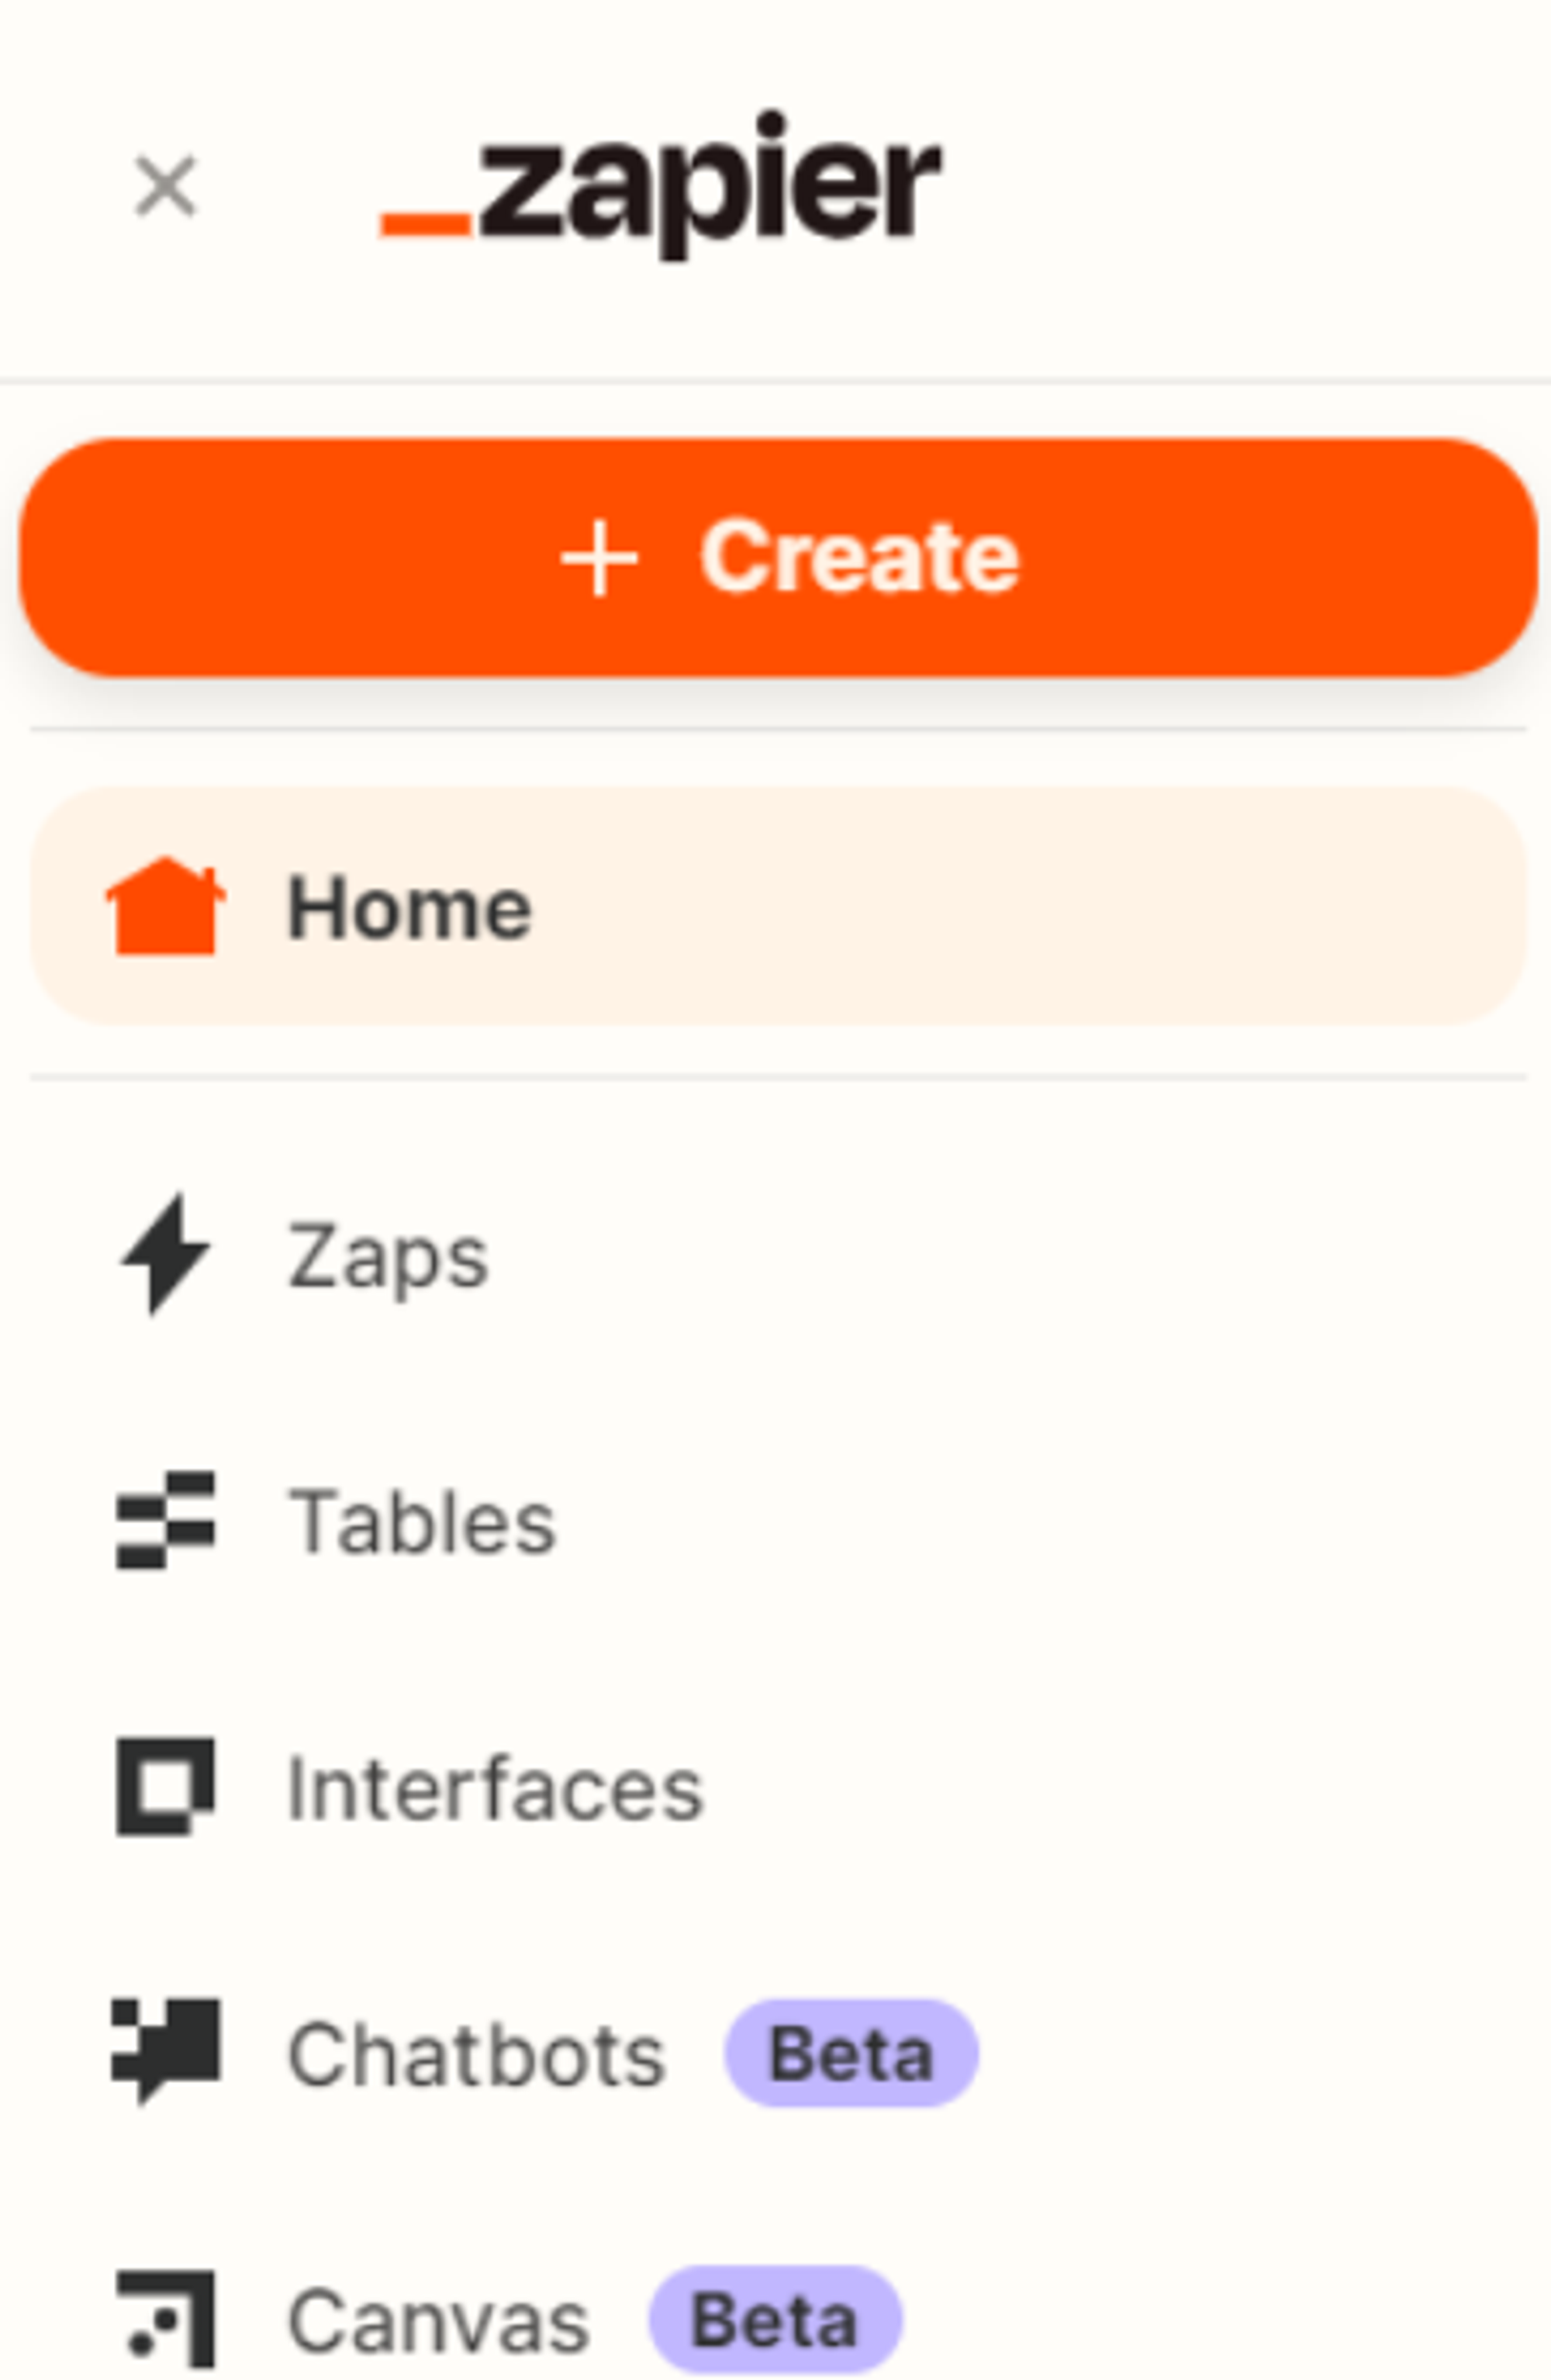 zapier
Create
Home
Zaps
Tables
Interfaces
Chatbots Beta
Canvas Beta